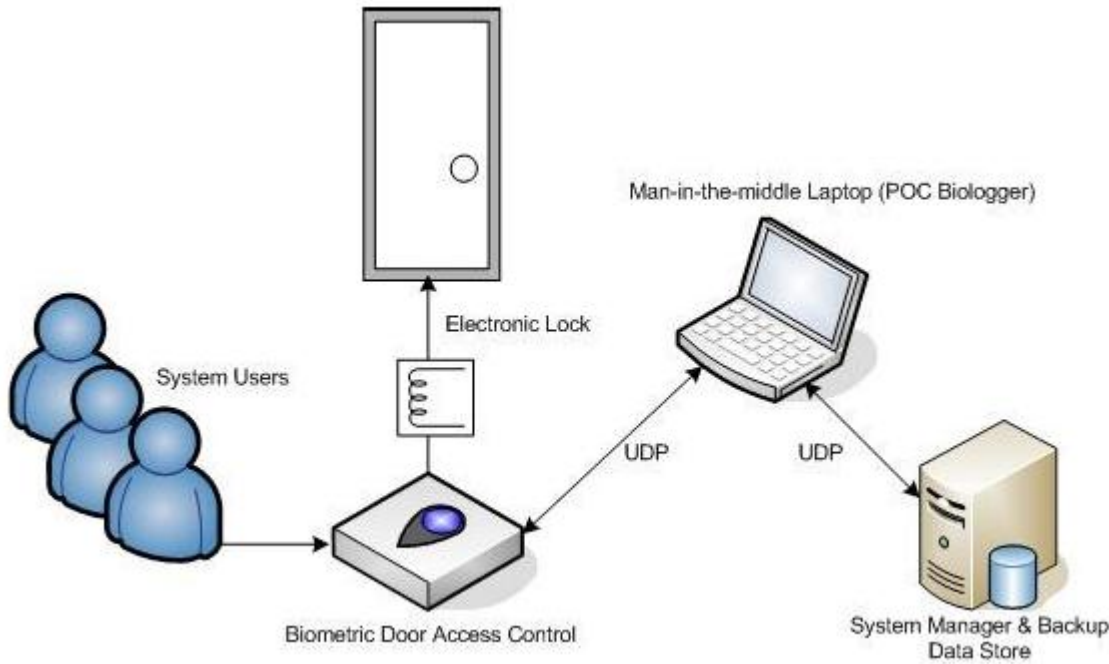 Man-in-the-middle Laptop (POC Biologger)
Electronic Lock
System Users
UDP
UDP
Biometric Door Access Control
System Manager & Backup
Data Store